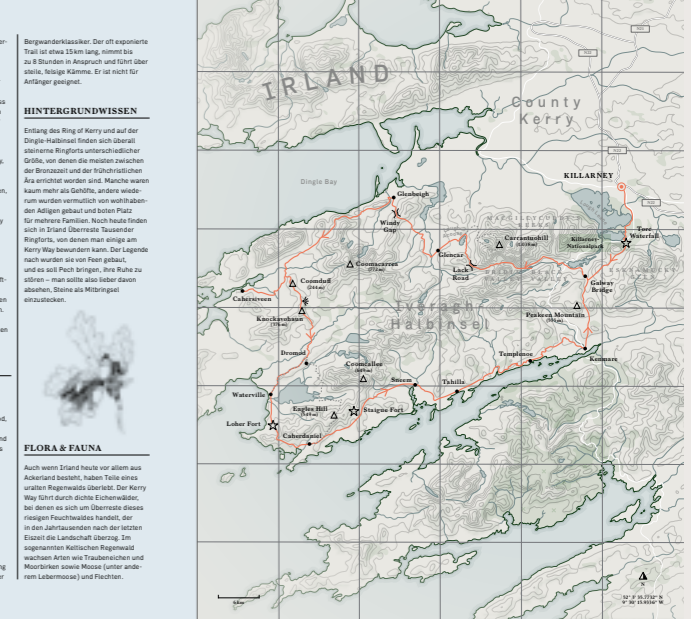 Bergwanderklassiker. Der oft exponierte
Trail ist etwa 15 km lang, nimmt bis
zu 8 Stunden in Anspruch und führt über
steile, felsige Kämme. Er ist nicht für
Anfänger geeignet.
HINTERGRUNDWISSEN
Entlang des Ring of Kerry und auf der
Dingle-Halbinsel finden sich überall
steinerne Ringforts unterschiedlicher
Größe, von denen die meisten zwischen
der Bronzezeit und der frühchristlichen
Ära errichtet worden sind. Manche waren
kaum mehr als Gehöfte, andere wiede-
rum wurden vermutlich von wohlhaben-
den Adligen gebaut und boten Platz
für mehrere Familien. Noch heute finden
sich in Irland Überreste Tausender
Ringforts, von denen man einige am
Kerry Way bewundern kann. Der Legende
nach wurden sie von Feen gebaut,
und es soll Pech bringen, ihre Ruhe zu
stören – man sollte also lieber davon
absehen, Steine als Mitbringsel
einzustecken.
FLORA & FAUNA
Auch wenn Irland heute vor allem aus
Ackerland besteht, haben Teile eines
uralten Regenwalds überlebt. Der Kerry
Way führt durch dichte Eichenwälder,
bei denen es sich um Überreste dieses
riesigen Feuchtwaldes handelt, der
in den Jahrtausenden nach der letzten
Eiszeit die Landschaft überzog. Im
sogenannten Keltischen Regenwald
wachsen Arten wie Traubeneichen und
Moorbirken sowie Moose (unter ande-
rem Lebermoose) und Flechten.
IRLAND
County
Kerry
KILLARNEY
Dingle Bay
Glenbeigh
Windy
Gap
Torc
Waterfall
Carrantuohill
Killarney-
Nationalpark
Glencar
Lack
Road
Coomacarrea
Coomduff
Galway
Bridge
Cahersiveen
Iveragh-
Halbinsel
Knockavohaun
Peakeen Mountain
Dromod
Templenoe
Kenmare
Coomcallee
Sneem
Tahilla
Waterville
Eagles Hill
Staigue Fort
Loher Fort
Caherdaniel
N